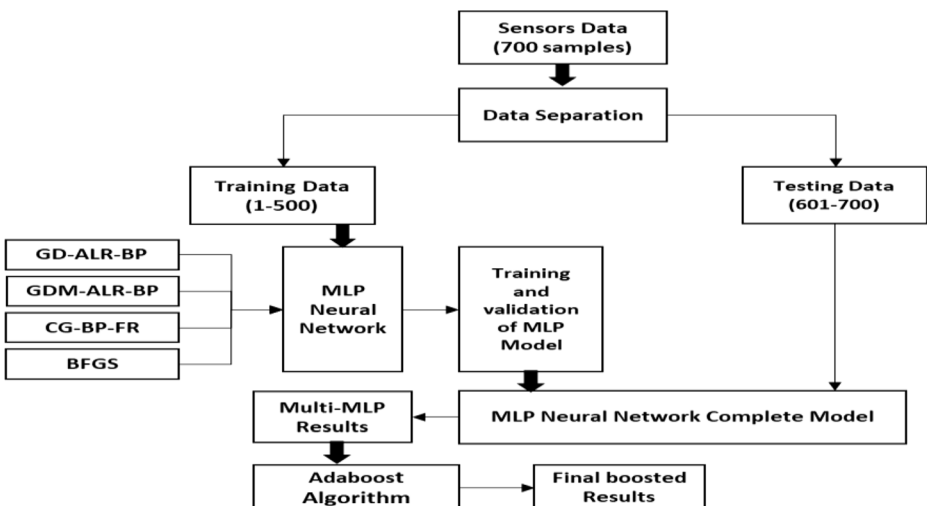 Sensors Data
(700 samples)
Data Separation
Training Data
(1-500)
Testing Data
(601-700)
GD-ALR-BP
GDM-ALR-BP
CG-BP-FR
BFGS
MLP
Neural
Network
Training
and
validation
of MLP
Model
Multi-MLP
Results
MLP Neural Network Complete Model
Adaboost
Algorithm
Final boosted
Results